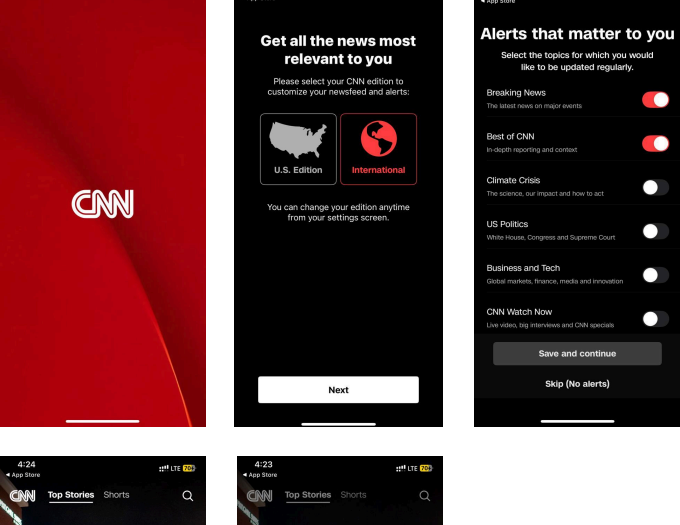 CNN
Get all the news most
relevant to you
Please select your CNN edition to
customize your newsfeed and alerts:
U.S. Edition
International
You can change your edition anytime
from your settings screen.
Next
◀ App Store
Alerts that matter to you
Select the topics for which you would
like to be updated regularly.
Breaking News
The latest news on major events
Best of CNN
In-depth reporting and context
Climate Crisis
The science, our impact and how to act
US Politics
White House, Congress and Supreme Court
Business and Tech
Global markets, finance, media and innovation
CNN Watch Now
Live video, big interviews and CNN specials
Save and continue
Skip (No alerts)
4:24
LTE 70
◀ App Store
CNN Top Stories Shorts
4:23
LTE 70
◀ App Store
CNN Top Stories Shorts